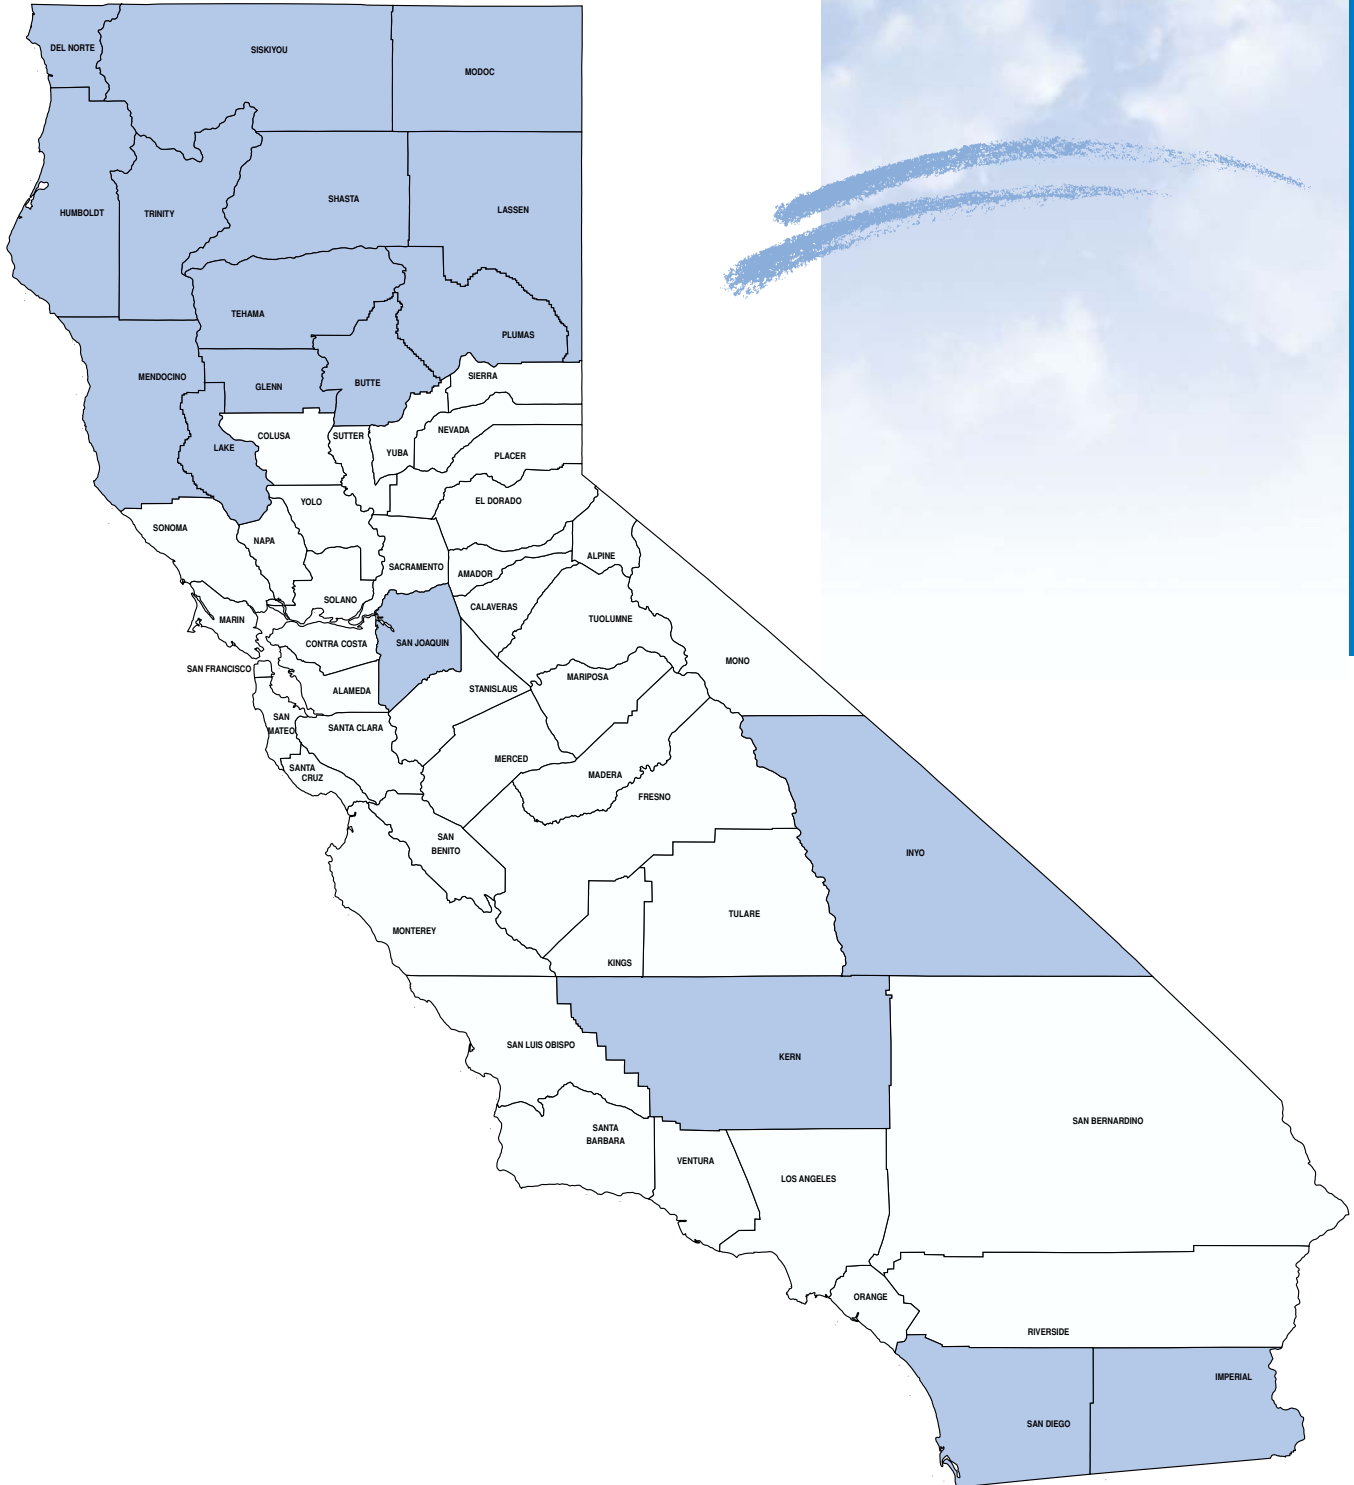 DEL NORTE
SISKIYOU
MODOC
HUMBOLDT
TRINITY
SHASTA
LASSEN
TEHAMA
PLUMAS
MENDOCINO
GLENN
BUTTE
SIERRA
LAKE
COLUSA
SUTTER
YUBA
NEVADA
PLACER
YOLO
EL DORADO
SONOMA
NAPA
SACRAMENTO
AMADOR
ALPINE
SOLANO
CALAVERAS
TUOLUMNE
MARIN
CONTRA COSTA
SAN JOAQUIN
MONO
SAN FRANCISCO
ALAMEDA
STANISLAUS
MARIPOSA
SAN
MATEO
SANTA CLARA
MERCED
SANTA
CRUZ
MADERA
FRESNO
SAN
BENITO
INYO
TULARE
MONTEREY
KINGS
SAN LUIS OBISPO
KERN
SANTA
BARBARA
SAN BERNARDINO
VENTURA
LOS ANGELES
ORANGE
RIVERSIDE
IMPERIAL
SAN DIEGO